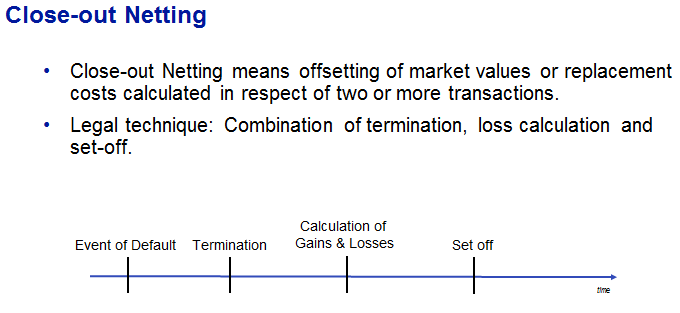 Close-out Netting
• Close-out Netting means offsetting of market values or replacement
costs calculated in respect of two or more transactions.
• Legal technique: Combination of termination, loss calculation and
set-off.
Calculation of
Event of Default Termination Gains & Losses Set off
time